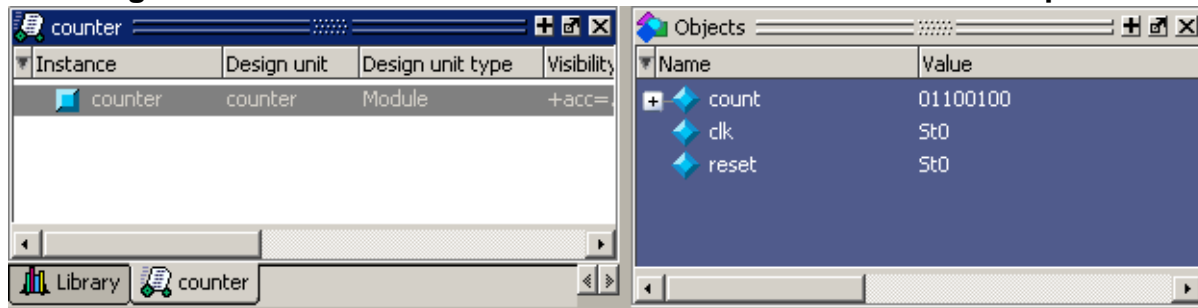 counter
Instance Design unit Design unit type Visibility
counter counter Module +acc=.
Library counter
Objects
Name Value
count 01100100
clk St0
reset St0